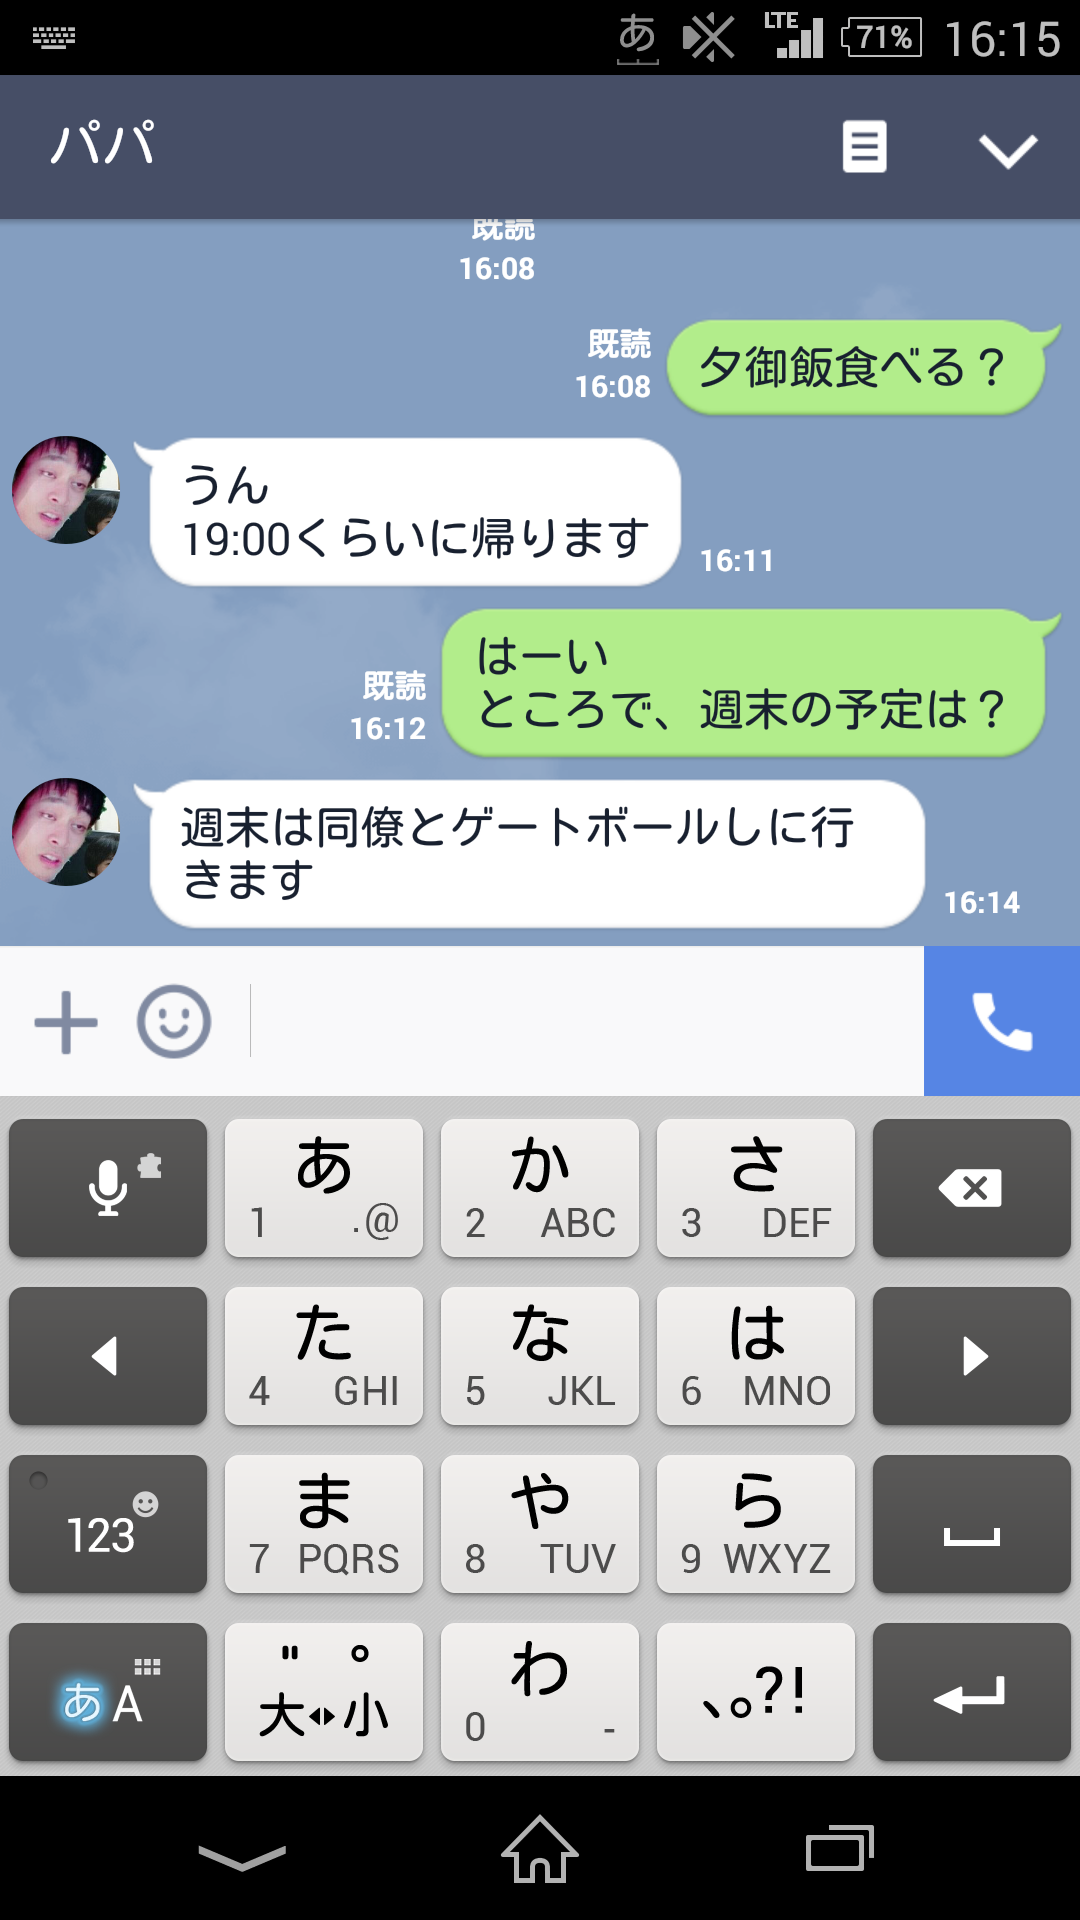 あ LTE 71% 16:15
パパ
既読
16:08
既読
16:08
夕御飯食べる？
うん
19:00くらいに帰ります
16:11
はーい
ところで、週末の予定は？
既読
16:12
週末は同僚とゲートボールしに行
きます
16:14
あ
1 .@
か
2 ABC
さ
3 DEF
た
4 GHI
な
5 JKL
は
6 MNO
123
ま
7 PQRS
や
8 TUV
ら
9 WXYZ
あA
゛ ゜
大 小
わ
0 -
、。?!